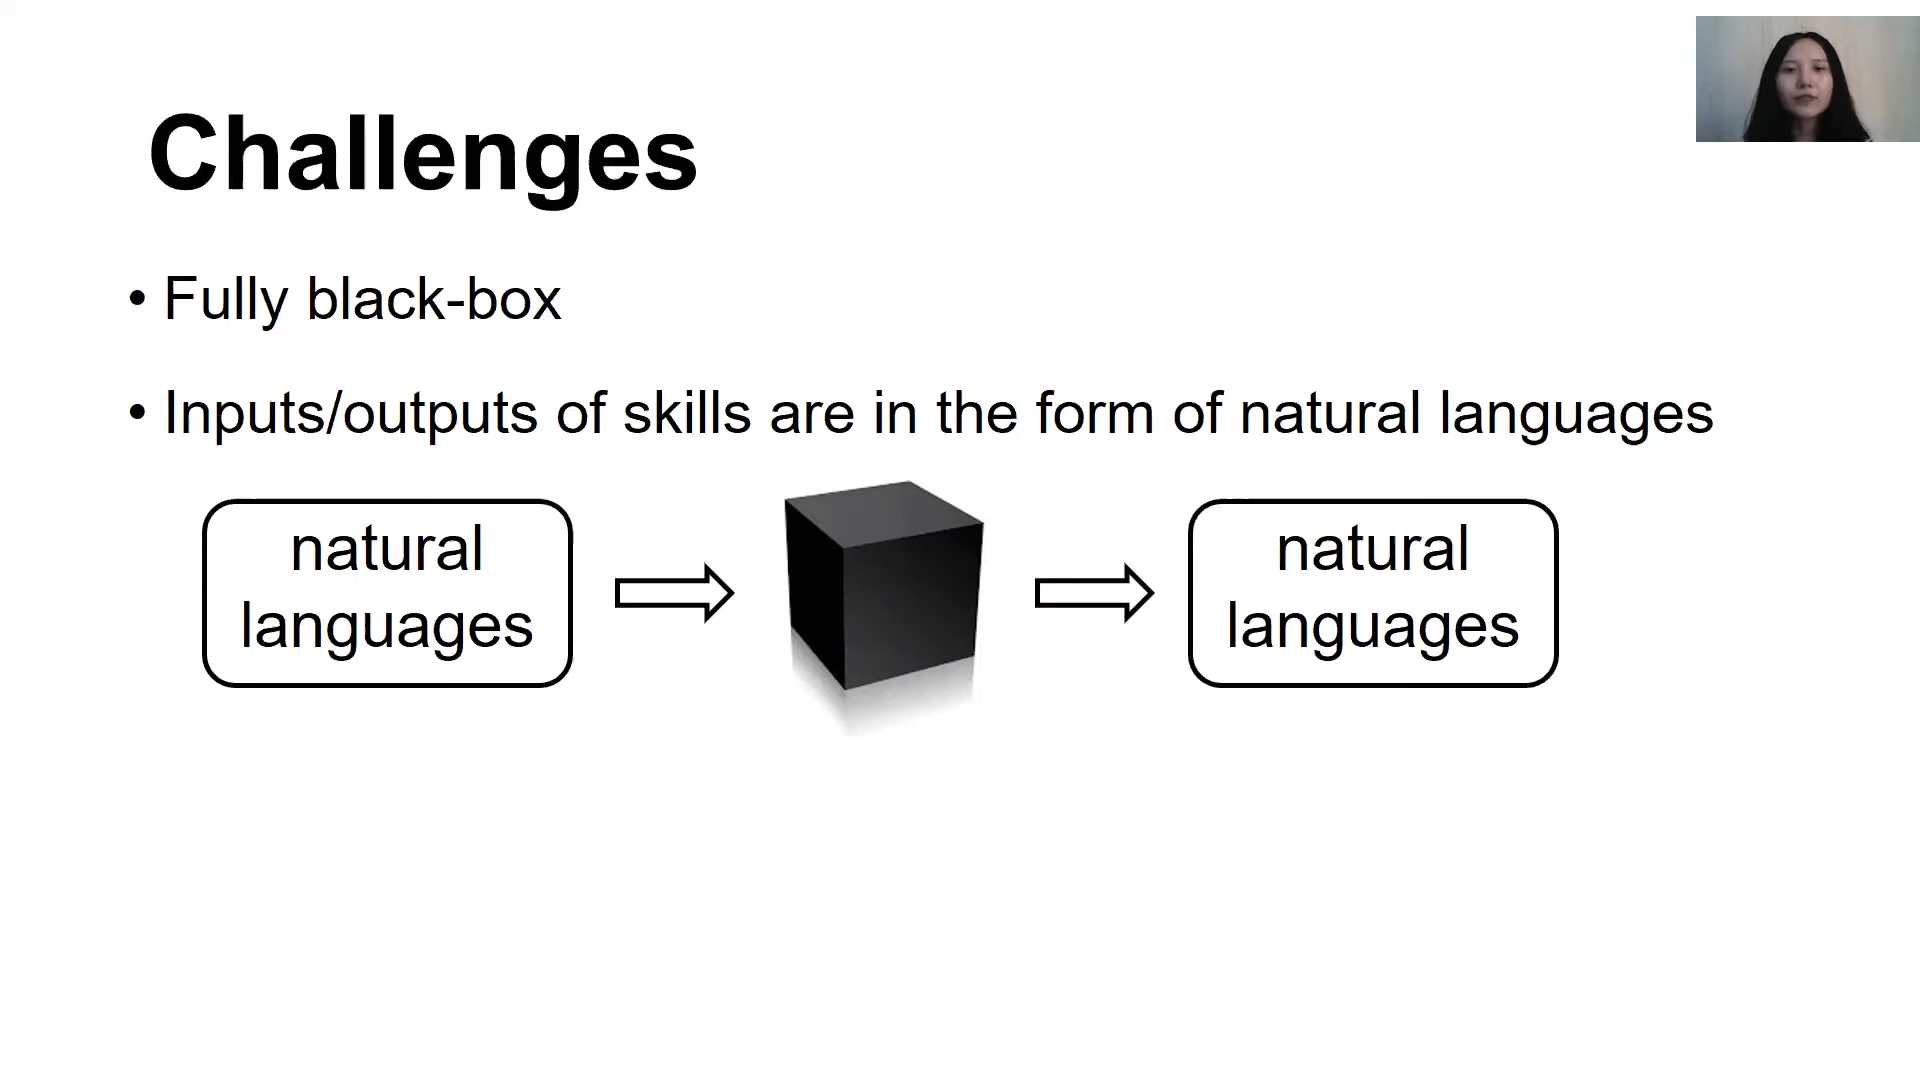 Challenges
• Fully black-box
• Inputs/outputs of skills are in the form of natural languages
natural
languages
natural
languages